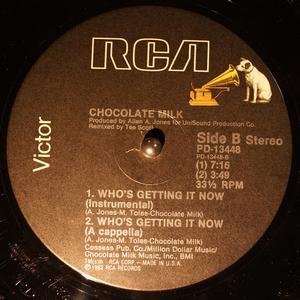 RCA
Victor
CHOCOLATE MILK
Produced by Allen A. Jones for UniSound Production Co.
Remixed by Tee Scott
Side B Stereo
PD-13448
PD-13448-B
(1) 7:16
(2) 3:49
33⅓ RPM
1. WHO'S GETTING IT NOW
(Instrumental)
(A. Jones-M. Toles-Chocolate Milk)
2. WHO'S GETTING IT NOW
(A cappella)
(A. Jones-M. Toles-Chocolate Milk)
Cessess Pub. Co./Million Dollar Music/
Chocolate Milk Music, Inc., BMI
RCA CORP — MADE IN U.S.A.
℗ 1982 RCA RECORDS